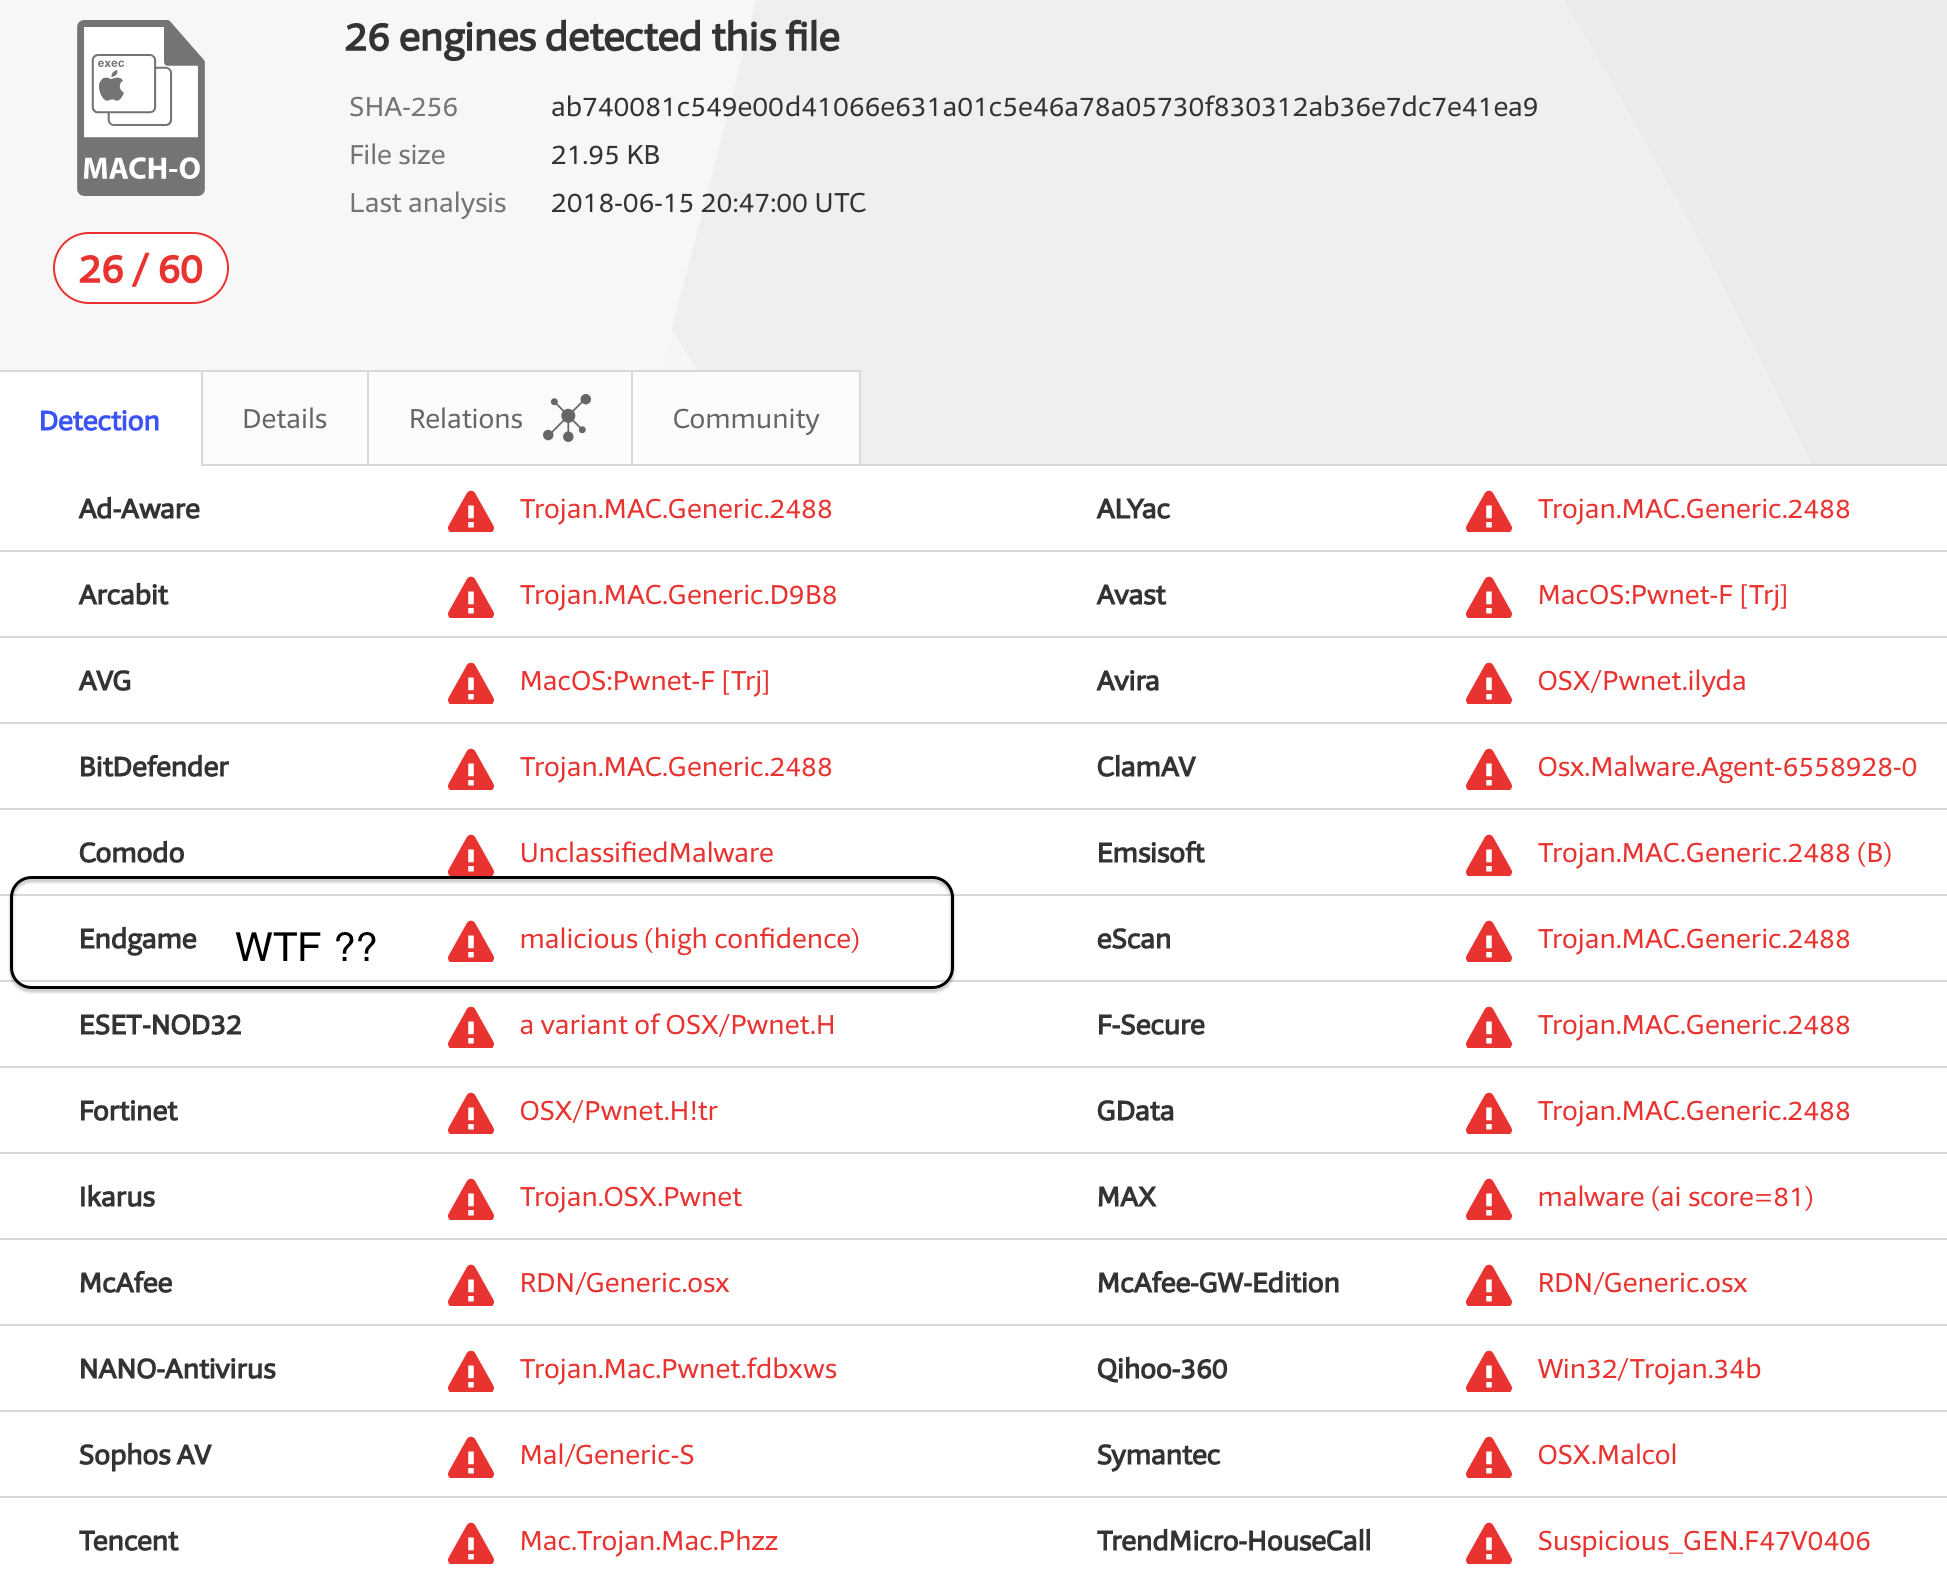 26 engines detected this file
exec
MACH-O
SHA-256 ab740081c549e00d41066e631a01c5e46a78a05730f830312ab36e7dc7e41ea9
File size 21.95 KB
Last analysis 2018-06-15 20:47:00 UTC
26 / 60
Detection Details Relations Community
Ad-Aware Trojan.MAC.Generic.2488 ALYac Trojan.MAC.Generic.2488
Arcabit Trojan.MAC.Generic.D9B8 Avast MacOS:Pwnet-F [Trj]
AVG MacOS:Pwnet-F [Trj] Avira OSX/Pwnet.ilyda
BitDefender Trojan.MAC.Generic.2488 ClamAV Osx.Malware.Agent-6558928-0
Comodo UnclassifiedMalware Emsisoft Trojan.MAC.Generic.2488 (B)
Endgame WTF ?? malicious (high confidence) eScan Trojan.MAC.Generic.2488
ESET-NOD32 a variant of OSX/Pwnet.H F-Secure Trojan.MAC.Generic.2488
Fortinet OSX/Pwnet.H!tr GData Trojan.MAC.Generic.2488
Ikarus Trojan.OSX.Pwnet MAX malware (ai score=81)
McAfee RDN/Generic.osx McAfee-GW-Edition RDN/Generic.osx
NANO-Antivirus Trojan.Mac.Pwnet.fdbxws Qihoo-360 Win32/Trojan.34b
Sophos AV Mal/Generic-S Symantec OSX.Malcol
Tencent Mac.Trojan.Mac.Phzz TrendMicro-HouseCall Suspicious_GEN.F47V0406